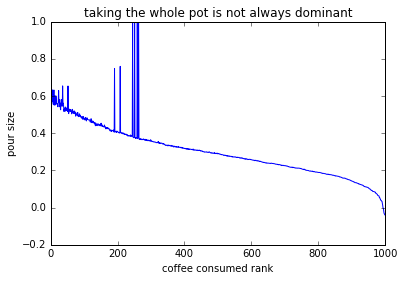 taking the whole pot is not always dominant
1.0
0.8
0.6
0.4
0.2
0.0
−0.2
pour size
0 200 400 600 800 1000
coffee consumed rank